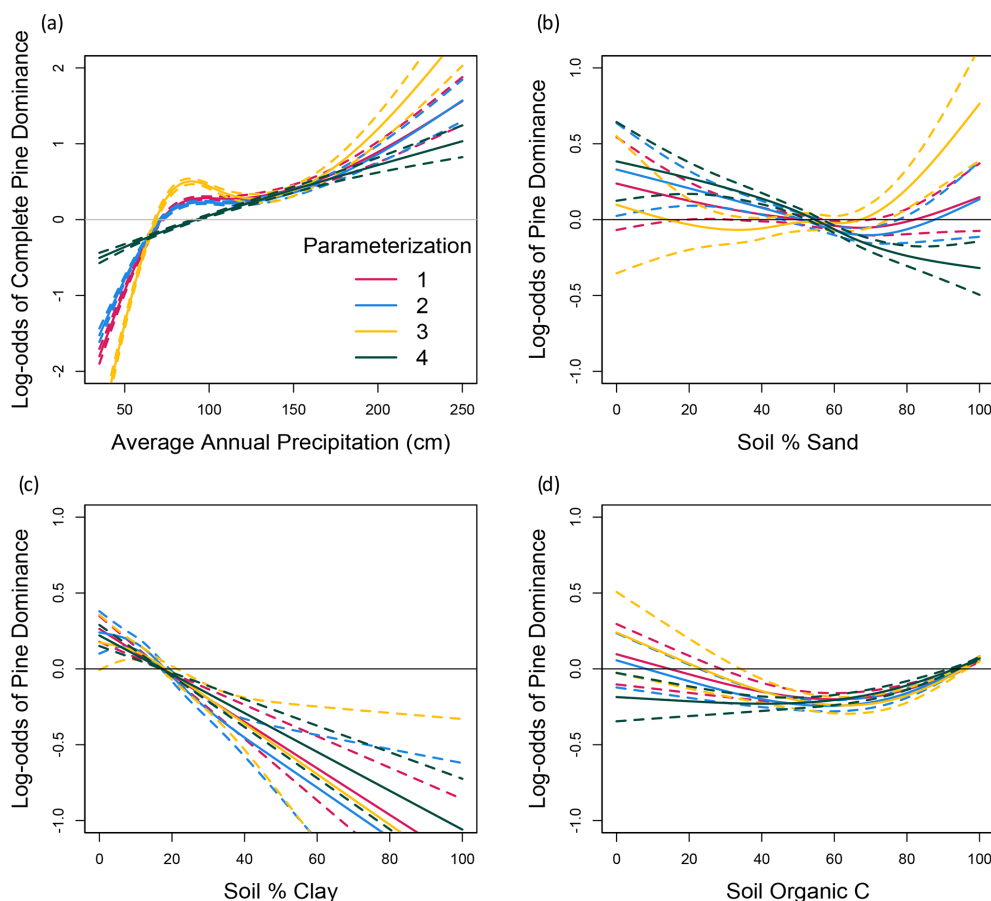 (a)
Log-odds of Complete Pine Dominance
2
1
0
-1
-2
Parameterization
1
2
3
4
50 100 150 200 250
Average Annual Precipitation (cm)
(b)
Log-odds of Pine Dominance
1.0
0.5
0.0
-0.5
-1.0
0 20 40 60 80 100
Soil % Sand
(c)
Log-odds of Pine Dominance
1.0
0.5
0.0
-0.5
-1.0
0 20 40 60 80 100
Soil % Clay
(d)
Log-odds of Pine Dominance
1.0
0.5
0.0
-0.5
-1.0
0 20 40 60 80 100
Soil Organic C